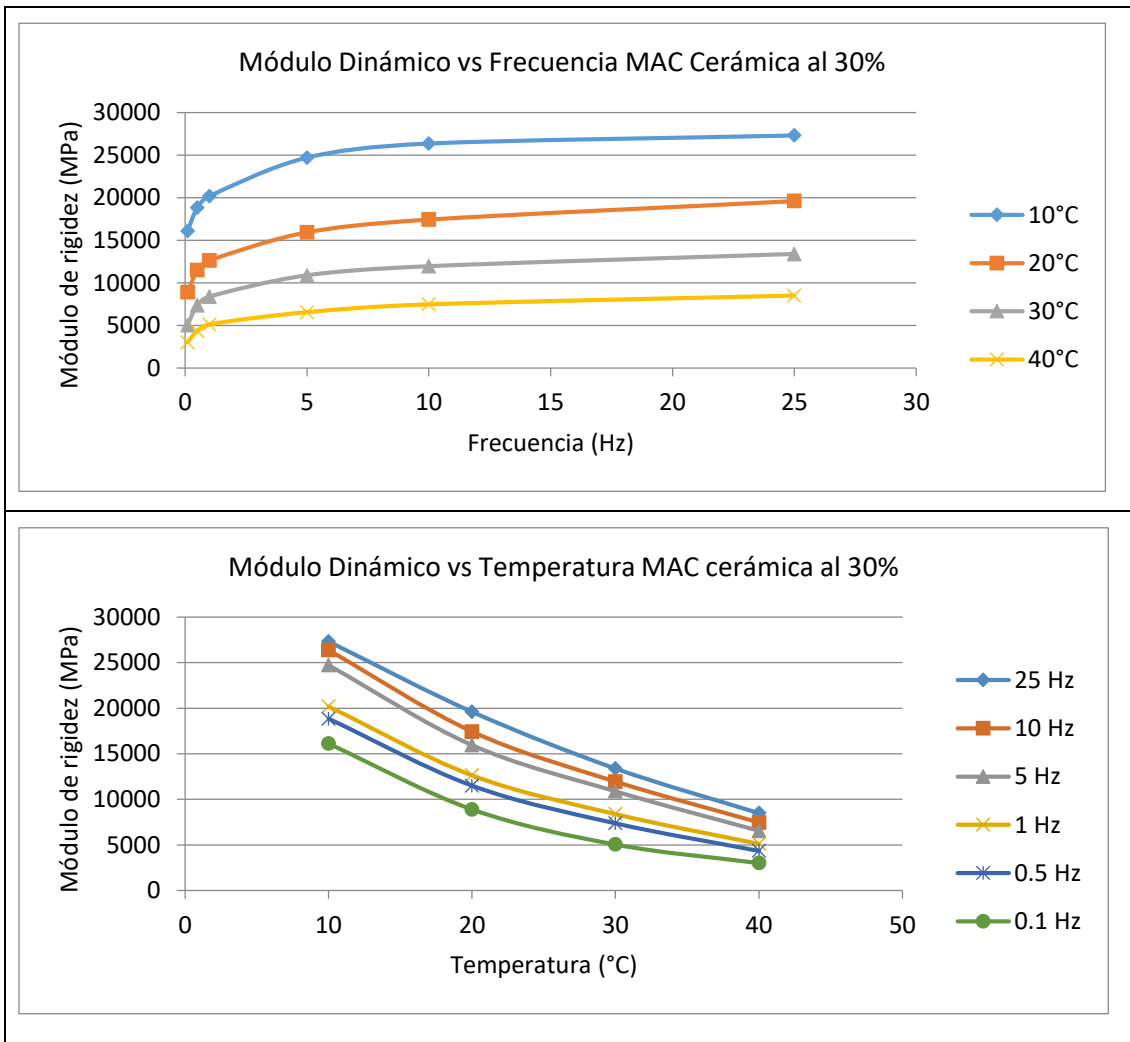 Módulo Dinámico vs Frecuencia MAC Cerámica al 30%
Módulo de rigidez (MPa)
30000
25000
20000
15000
10000
5000
0
0 5 10 15 20 25 30
Frecuencia (Hz)
10°C
20°C
30°C
40°C
Módulo Dinámico vs Temperatura MAC cerámica al 30%
Módulo de rigidez (MPa)
30000
25000
20000
15000
10000
5000
0
0 10 20 30 40 50
Temperatura (°C)
25 Hz
10 Hz
5 Hz
1 Hz
0.5 Hz
0.1 Hz